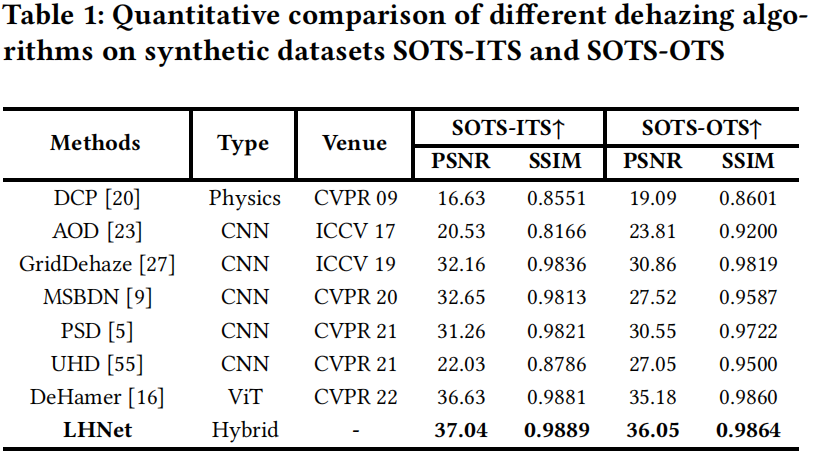 Table 1: Quantitative comparison of different dehazing algo-
rithms on synthetic datasets SOTS-ITS and SOTS-OTS
Methods Type Venue SOTS-ITS↑ SOTS-OTS↑
PSNR SSIM PSNR SSIM
DCP [20] Physics CVPR 09 16.63 0.8551 19.09 0.8601
AOD [23] CNN ICCV 17 20.53 0.8166 23.81 0.9200
GridDehaze [27] CNN ICCV 19 32.16 0.9836 30.86 0.9819
MSBDN [9] CNN CVPR 20 32.65 0.9813 27.52 0.9587
PSD [5] CNN CVPR 21 31.26 0.9821 30.55 0.9722
UHD [55] CNN CVPR 21 22.03 0.8786 27.05 0.9500
DeHamer [16] ViT CVPR 22 36.63 0.9881 35.18 0.9860
LHNet Hybrid - 37.04 0.9889 36.05 0.9864